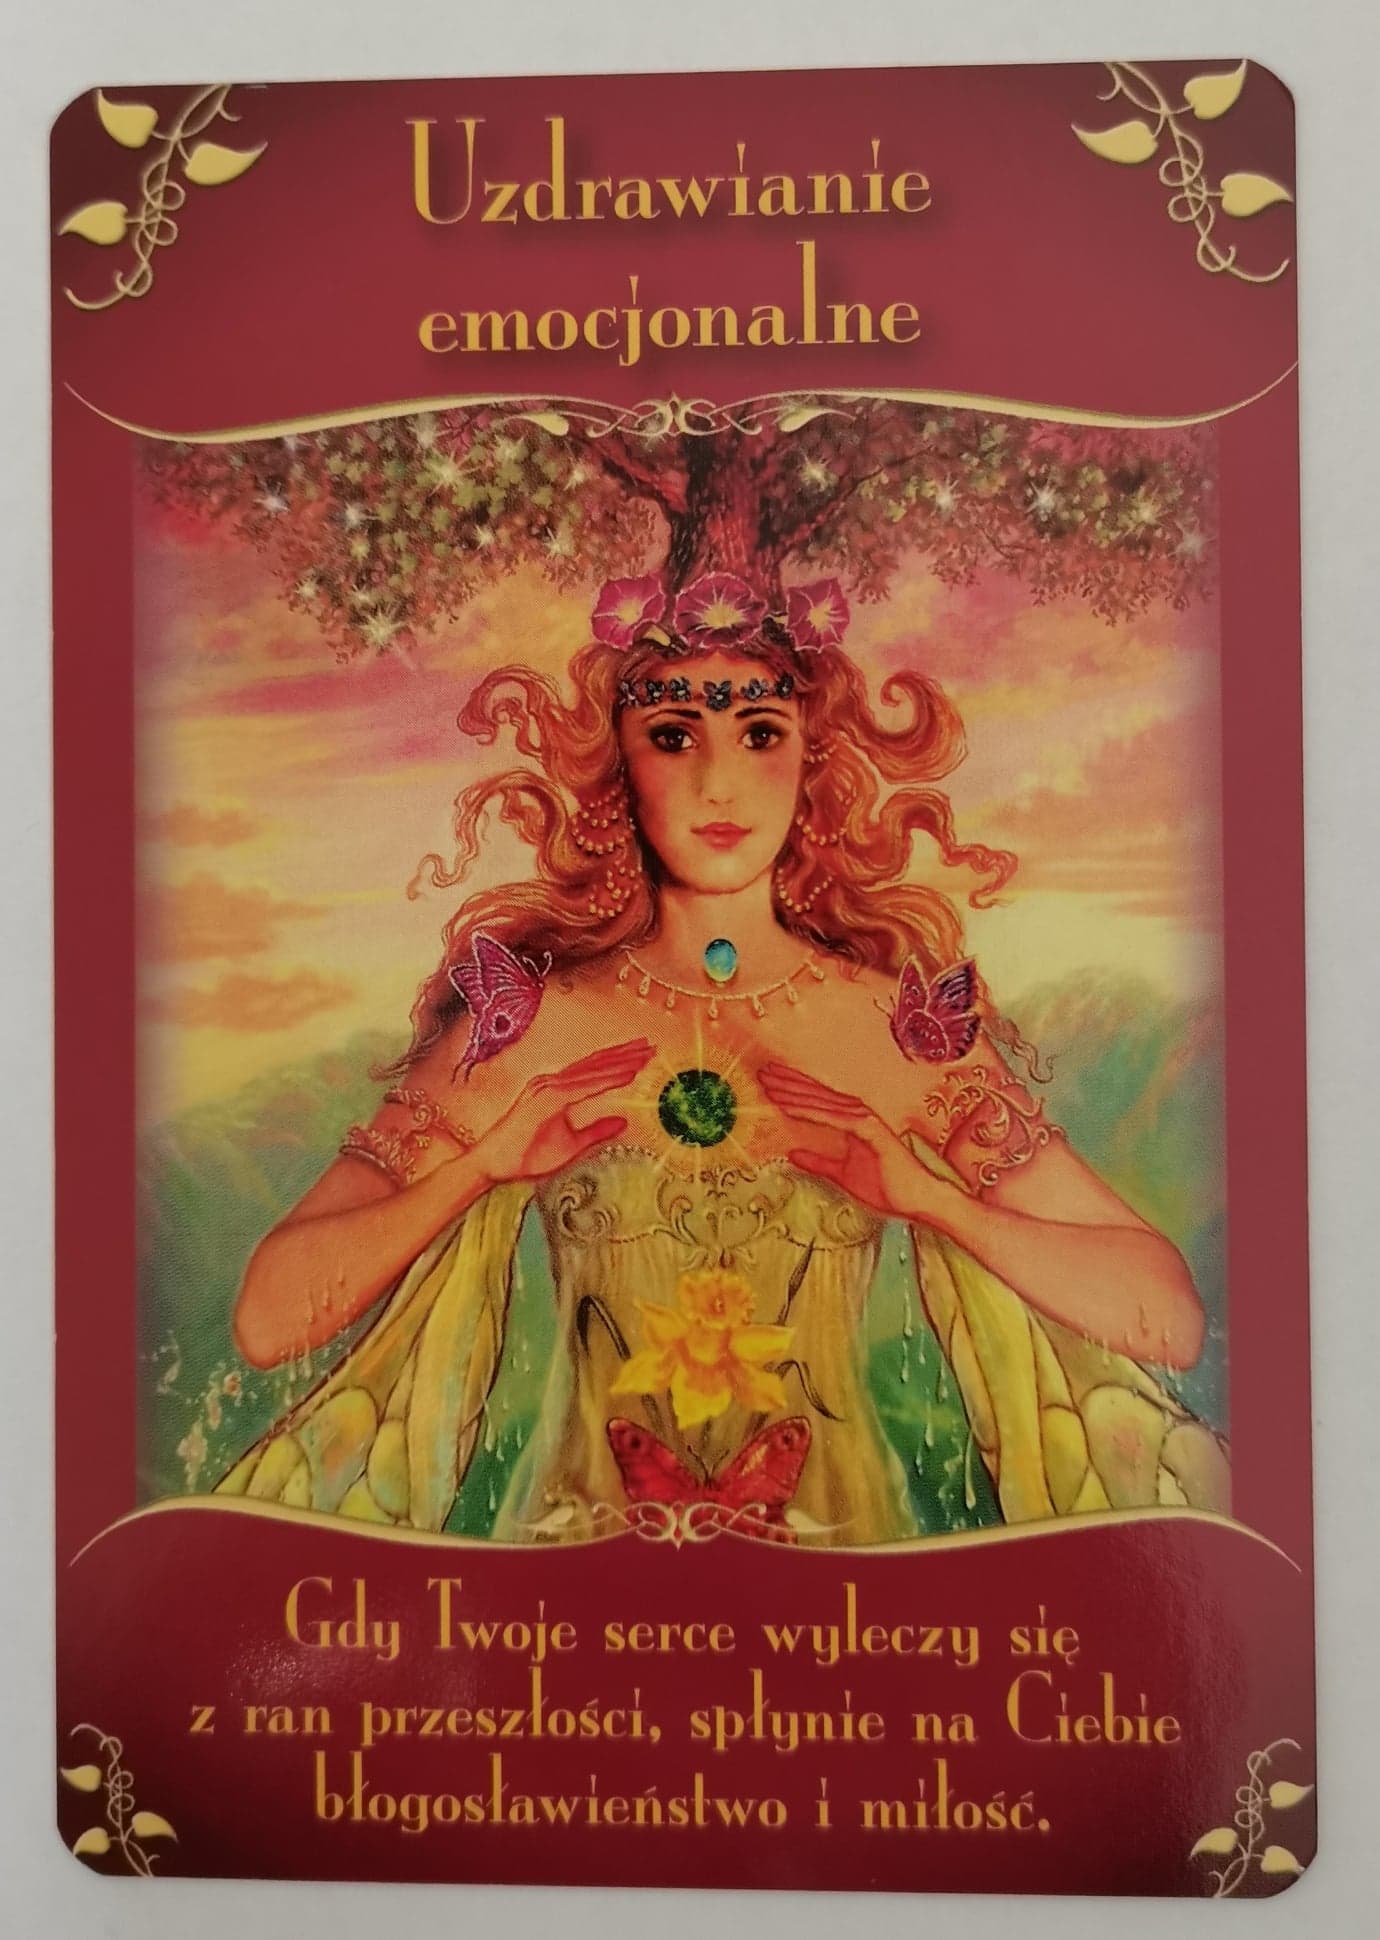 Uzdrawianie
emocjonalne
Gdy Twoje serce wyleczy się
z ran przeszłości, spłynie na Ciebie
błogosławieństwo i miłość.